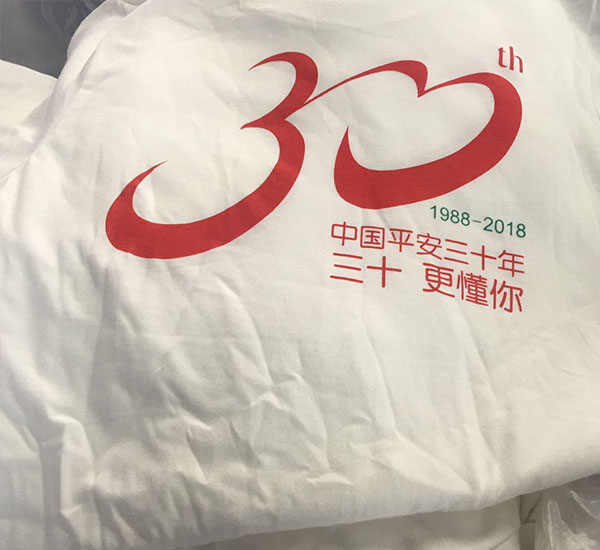 30th
1988-2018
中国平安三十年
三十 更懂你